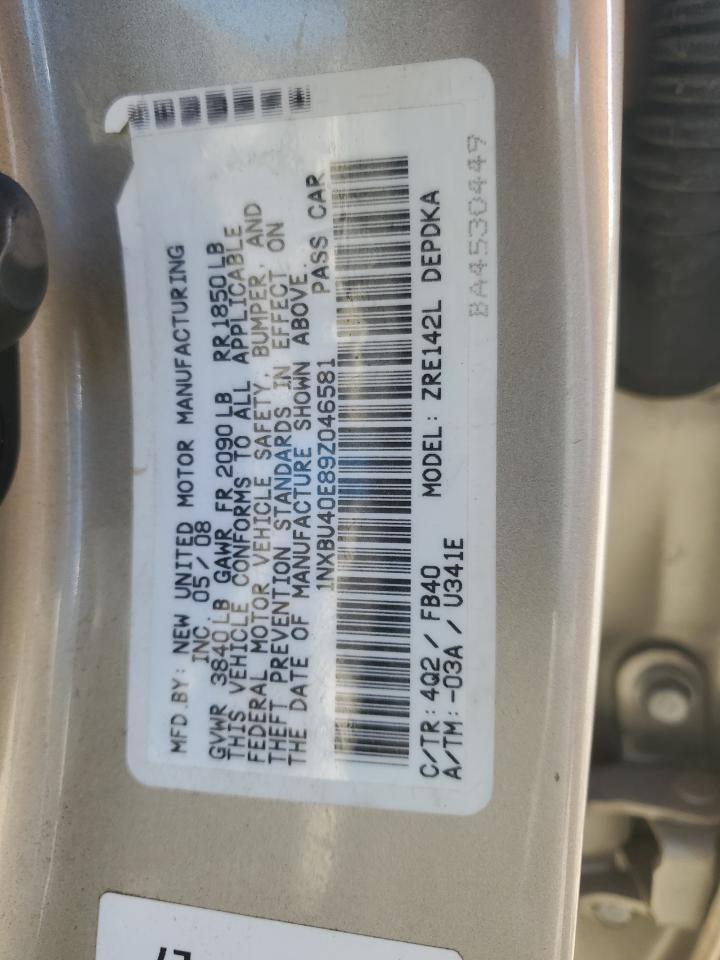 MFD.BY: NEW UNITED MOTOR MANUFACTURING
INC. 05/08
GVWR 3840LB GAWR FR 2090LB RR1850LB
THIS VEHICLE CONFORMS TO ALL APPLICABLE
FEDERAL MOTOR VEHICLE SAFETY, BUMPER, AND
THEFT PREVENTION STANDARDS IN EFFECT ON
THE DATE OF MANUFACTURE SHOWN ABOVE.
1NXBU40E89Z046581 PASS CAR
C/TR: 4Q2 / FB40 MODEL: ZRE142L DEPDKA
A/TM: -03A / U341E
BA4530449